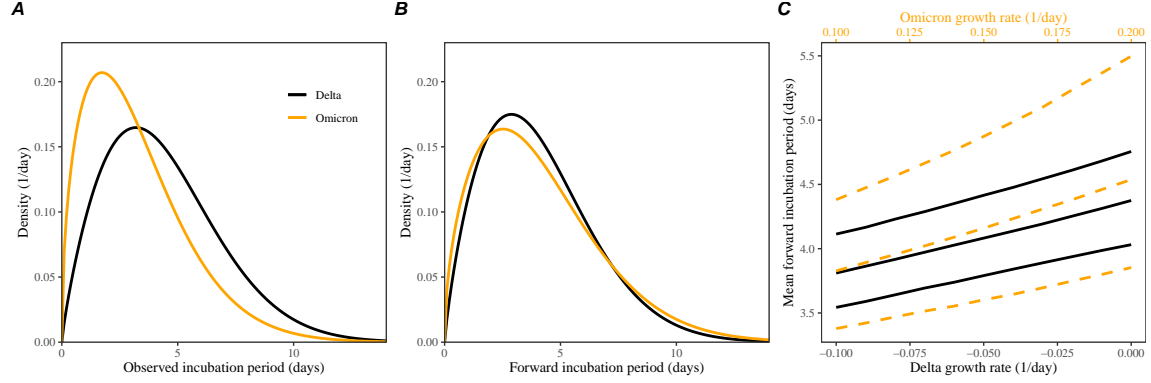 A
Density (1/day)
0.20
0.15
0.10
0.05
0.00
0
5
10
Observed incubation period (days)
Delta
Omicron
B
Density (1/day)
0.20
0.15
0.10
0.05
0.00
0
5
10
Forward incubation period (days)
C
Omicron growth rate (1/day)
0.100
0.125
0.150
0.175
0.200
Mean forward incubation period (days)
5.5
5.0
4.5
4.0
3.5
−0.100
−0.075
−0.050
−0.025
0.000
Delta growth rate (1/day)